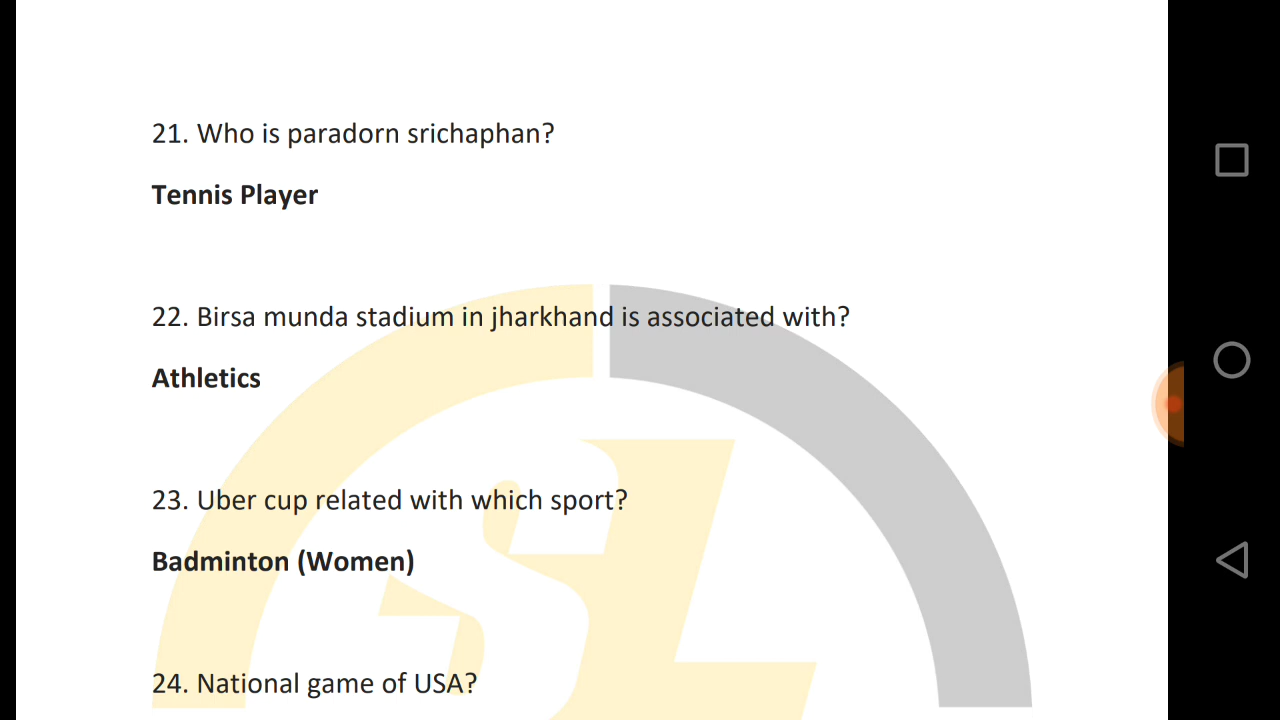 21. Who is paradorn srichaphan?
Tennis Player
22. Birsa munda stadium in jharkhand is associated with?
Athletics
23. Uber cup related with which sport?
Badminton (Women)
24. National game of USA?
SL